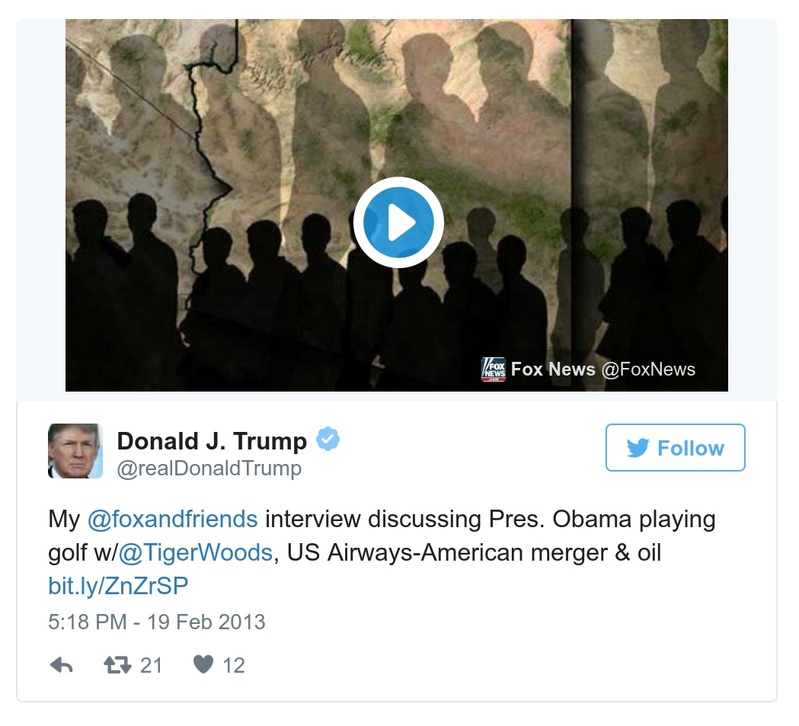 FOX NEWS
Fox News @FoxNews
Donald J. Trump
@realDonaldTrump
Follow
My @foxandfriends interview discussing Pres. Obama playing
golf w/@TigerWoods, US Airways-American merger & oil
bit.ly/ZnZrSP
5:18 PM - 19 Feb 2013
21 12